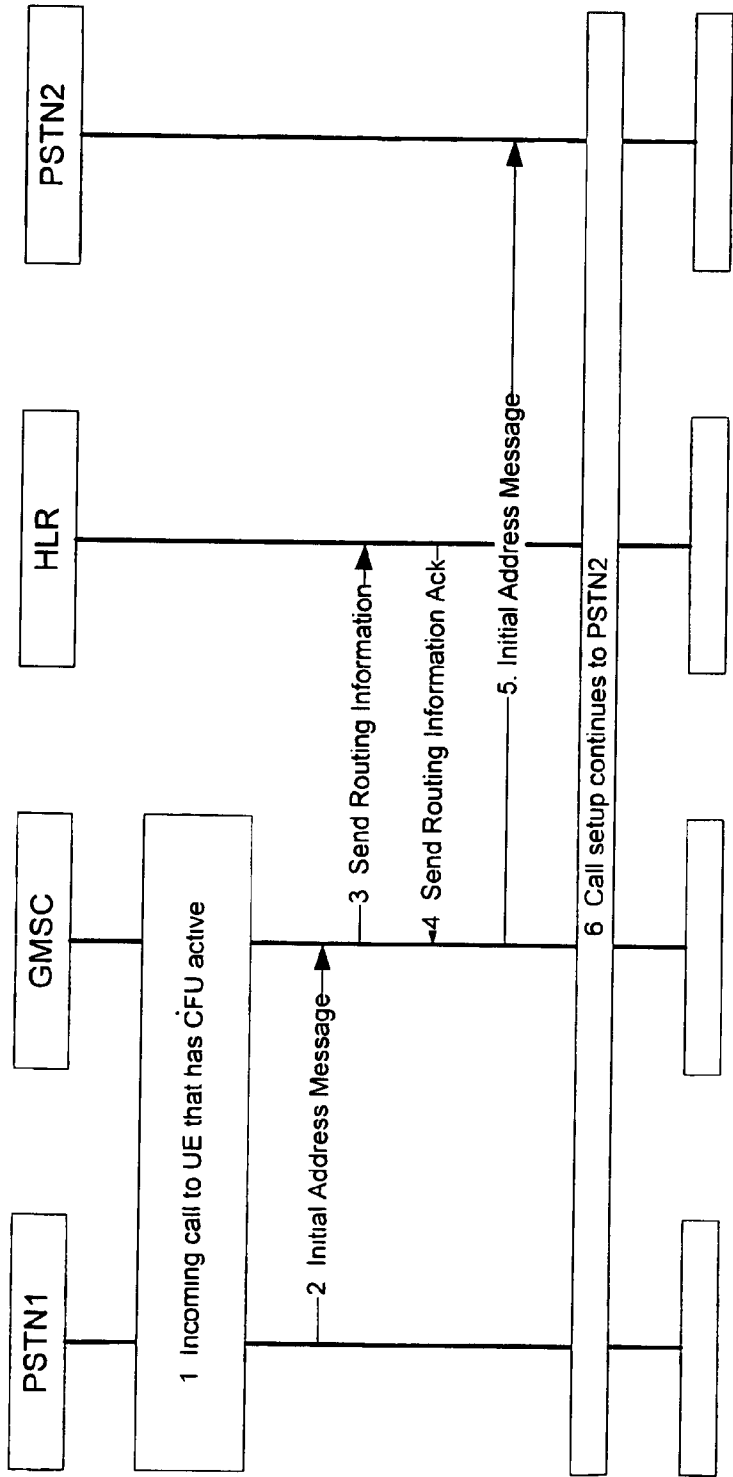 PSTN1
GMSC
HLR
PSTN2
1 Incoming call to UE that has CFU active
2 Initial Address Message
3 Send Routing Information
4 Send Routing Information Ack
5. Initial Address Message
6 Call setup continues to PSTN2